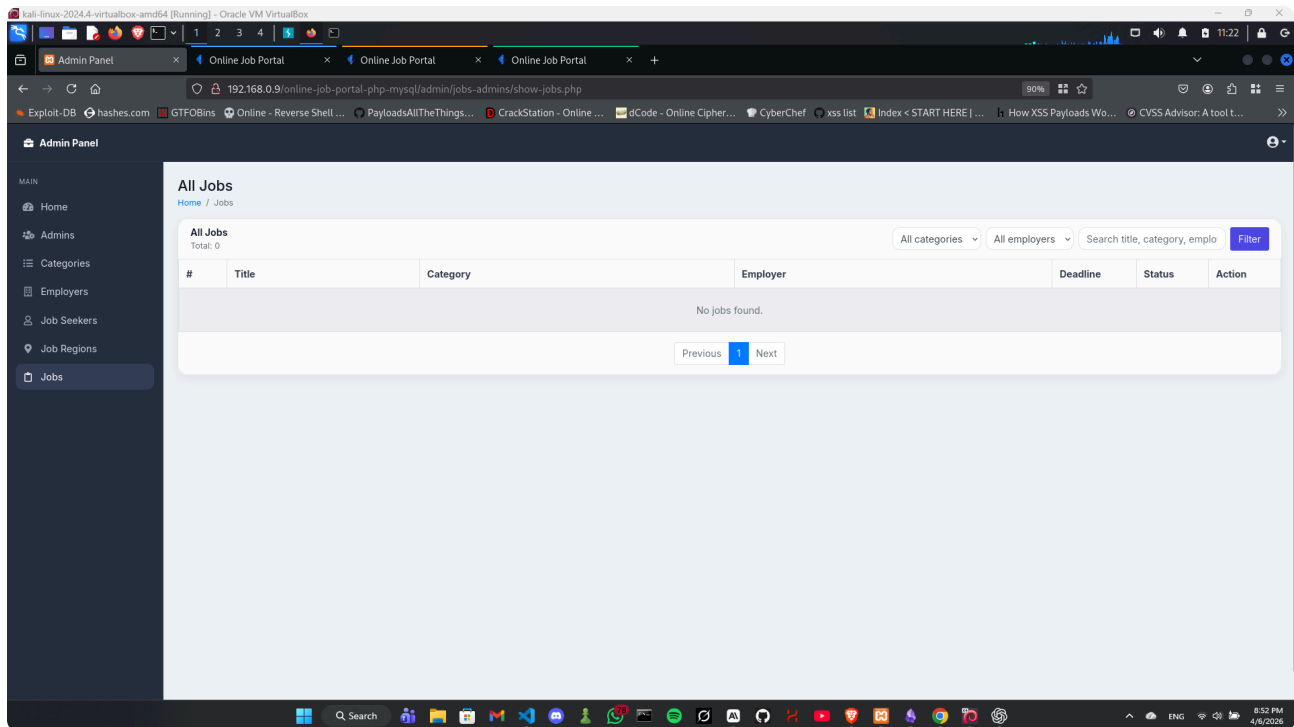 kali-linux-2024.4-virtualbox-amd64 [Running] - Oracle VM VirtualBox
1 2 3 4
11:22
Admin Panel
Online Job Portal
Online Job Portal
Online Job Portal
192.168.0.9/online-job-portal-php-mysql/admin/jobs-admins/show-jobs.php
90%
Exploit-DB
hashes.com
GTFOBins
Online - Reverse Shell ...
PayloadsAllTheThings...
CrackStation - Online ...
dCode - Online Cipher...
CyberChef
xss list
Index < START HERE | ...
How XSS Payloads Wo...
CVSS Advisor: A tool t...
Admin Panel
MAIN
Home
Admins
Categories
Employers
Job Seekers
Job Regions
Jobs
All Jobs
Home / Jobs
All Jobs
Total: 0
All categories
All employers
Search title, category, emplo
Filter
# Title Category Employer Deadline Status Action
No jobs found.
Previous 1 Next
Search
78
ENG
8:52 PM
4/6/2026